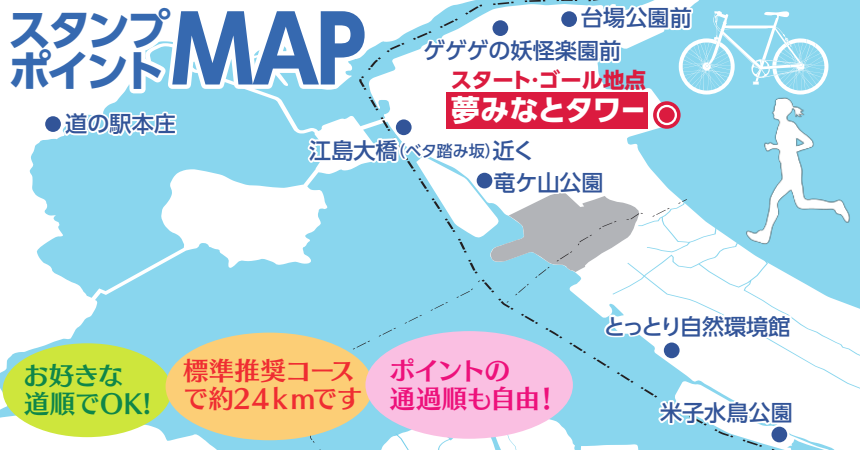 スタンプ
ポイントMAP
台場公園前
ゲゲゲの妖怪楽園前
スタート・ゴール地点
夢みなとタワー
道の駅本庄
江島大橋(ベタ踏み坂)近く
竜ケ山公園
とっとり自然環境館
米子水鳥公園
お好きな
道順でOK!
標準推奨コース
で約24kmです
ポイントの
通過順も自由!